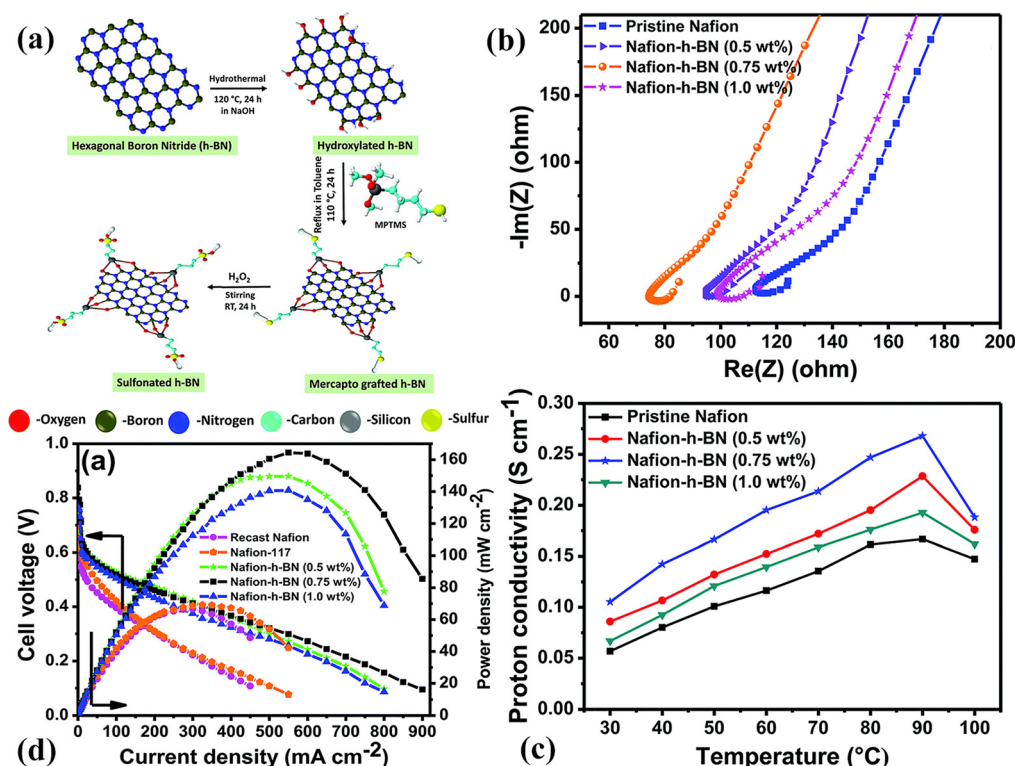 (a)
Hydrothermal
120 °C, 24 h
in NaOH
Hexagonal Boron Nitride (h-BN)
Hydroxylated h-BN
Reflux in Toluene
110 °C, 24 h
MPTMS
H2O2
Stirring
RT, 24 h
Sulfonated h-BN
Mercapto grafted h-BN
-Oxygen -Boron -Nitrogen -Carbon -Silicon -Sulfur
(b)
Pristine Nafion
Nafion-h-BN (0.5 wt%)
Nafion-h-BN (0.75 wt%)
Nafion-h-BN (1.0 wt%)
-Im(Z) (ohm)
200
150
100
50
0
60 80 100 120 140 160 180 200
Re(Z) (ohm)
(a)
Cell voltage (V)
1.0
0.8
0.6
0.4
0.2
0.0
Recast Nafion
Nafion-117
Nafion-h-BN (0.5 wt%)
Nafion-h-BN (0.75 wt%)
Nafion-h-BN (1.0 wt%)
160
140
120
100
80
60
40
20
0
Power density (mW cm-2)
0 100 200 300 400 500 600 700 800 900
Current density (mA cm-2)
(d)
Proton conductivity (S cm-1)
0.30
0.25
0.20
0.15
0.10
0.05
0.00
Pristine Nafion
Nafion-h-BN (0.5 wt%)
Nafion-h-BN (0.75 wt%)
Nafion-h-BN (1.0 wt%)
30 40 50 60 70 80 90 100
Temperature (°C)
(c)